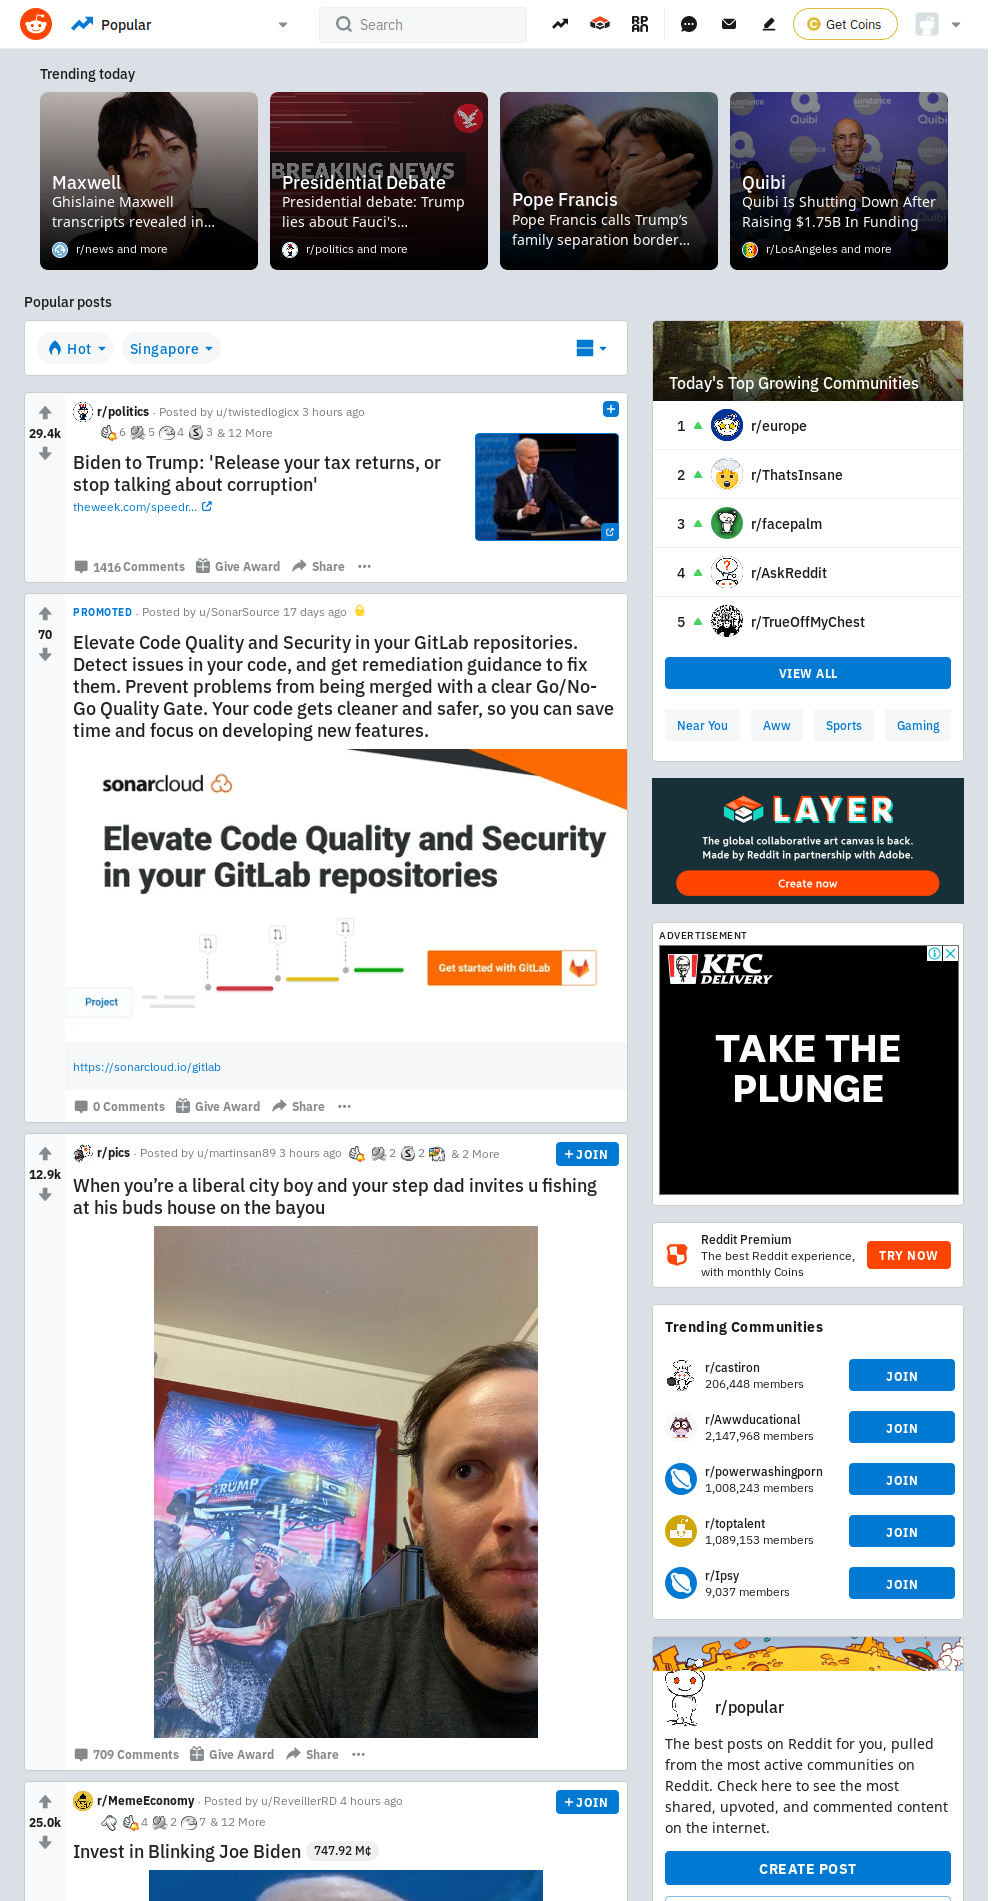 Popular
Search
Get Coins
Trending today
BREAKING NEWS
sundance
Quibi
Maxwell
Ghislaine Maxwell
transcripts revealed in...
r/news and more
Presidential Debate
Presidential debate: Trump
lies about Fauci's...
r/politics and more
Pope Francis
Pope Francis calls Trump’s
family separation border...
Quibi
Quibi Is Shutting Down After
Raising $1.75B In Funding
r/LosAngeles and more
Popular posts
Hot
Singapore
29.4k
r/politics · Posted by u/twistedlogicx 3 hours ago
6 5 4 3 & 12 More
Biden to Trump: 'Release your tax returns, or
stop talking about corruption'
theweek.com/speedr...
1416 Comments Give Award Share
70
PROMOTED · Posted by u/SonarSource 17 days ago
Elevate Code Quality and Security in your GitLab repositories.
Detect issues in your code, and get remediation guidance to fix
them. Prevent problems from being merged with a clear Go/No-
Go Quality Gate. Your code gets cleaner and safer, so you can save
time and focus on developing new features.
sonarcloud
Elevate Code Quality and Security
in your GitLab repositories
Get started with GitLab
Project
https://sonarcloud.io/gitlab
0 Comments Give Award Share
12.9k
r/pics · Posted by u/martinsan89 3 hours ago 2 2 & 2 More
+ JOIN
When you’re a liberal city boy and your step dad invites u fishing
at his buds house on the bayou
TRUMP
709 Comments Give Award Share
25.0k
r/MemeEconomy · Posted by u/ReveillerRD 4 hours ago
+ JOIN
4 2 7 & 12 More
Invest in Blinking Joe Biden 747.92 M¢
Today's Top Growing Communities
1 r/europe
2 r/ThatsInsane
3 r/facepalm
4 r/AskReddit
5 r/TrueOffMyChest
VIEW ALL
Near You Aww Sports Gaming
LAYER
The global collaborative art canvas is back.
Made by Reddit in partnership with Adobe.
Create now
ADVERTISEMENT
KFC
DELIVERY
TAKE THE
PLUNGE
Reddit Premium
The best Reddit experience,
with monthly Coins
TRY NOW
Trending Communities
r/castiron
206,448 members
JOIN
r/Awwducational
2,147,968 members
JOIN
r/powerwashingporn
1,008,243 members
JOIN
r/toptalent
1,089,153 members
JOIN
r/Ipsy
9,037 members
JOIN
r/popular
The best posts on Reddit for you, pulled
from the most active communities on
Reddit. Check here to see the most
shared, upvoted, and commented content
on the internet.
CREATE POST